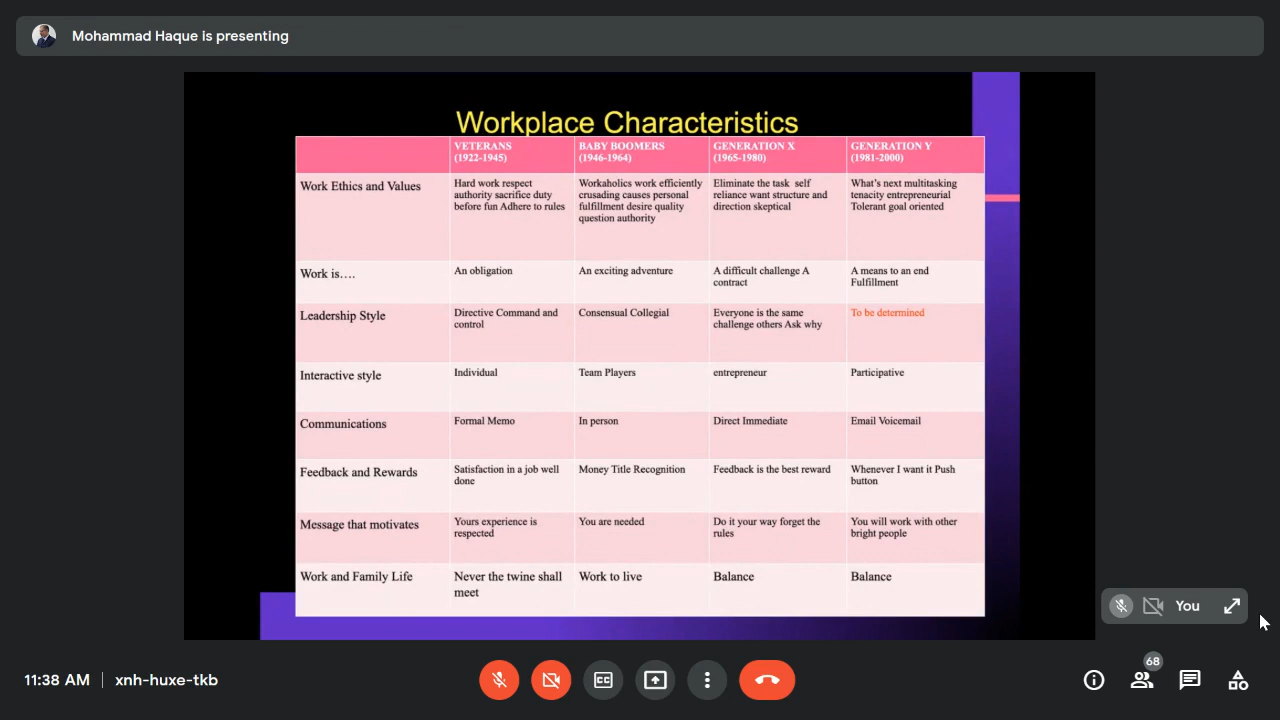 Mohammad Haque is presenting
Workplace Characteristics
VETERANS
(1922-1945)
BABY BOOMERS
(1946-1964)
GENERATION X
(1965-1980)
GENERATION Y
(1981-2000)
Work Ethics and Values
Hard work respect
authority sacrifice duty
before fun Adhere to rules
Workaholics work efficiently
crusading causes personal
fulfillment desire quality
question authority
Eliminate the task self
reliance want structure and
direction skeptical
What's next multitasking
tenacity entrepreneurial
Tolerant goal oriented
Work is….
An obligation
An exciting adventure
A difficult challenge A
contract
A means to an end
Fulfillment
Leadership Style
Directive Command and
control
Consensual Collegial
Everyone is the same
challenge others Ask why
To be determined
Interactive style
Individual
Team Players
entrepreneur
Participative
Communications
Formal Memo
In person
Direct Immediate
Email Voicemail
Feedback and Rewards
Satisfaction in a job well
done
Money Title Recognition
Feedback is the best reward
Whenever I want it Push
button
Message that motivates
Yours experience is
respected
You are needed
Do it your way forget the
rules
You will work with other
bright people
Work and Family Life
Never the twine shall
meet
Work to live
Balance
Balance
You
11:38 AM | xnh-huxe-tkb
CC
68